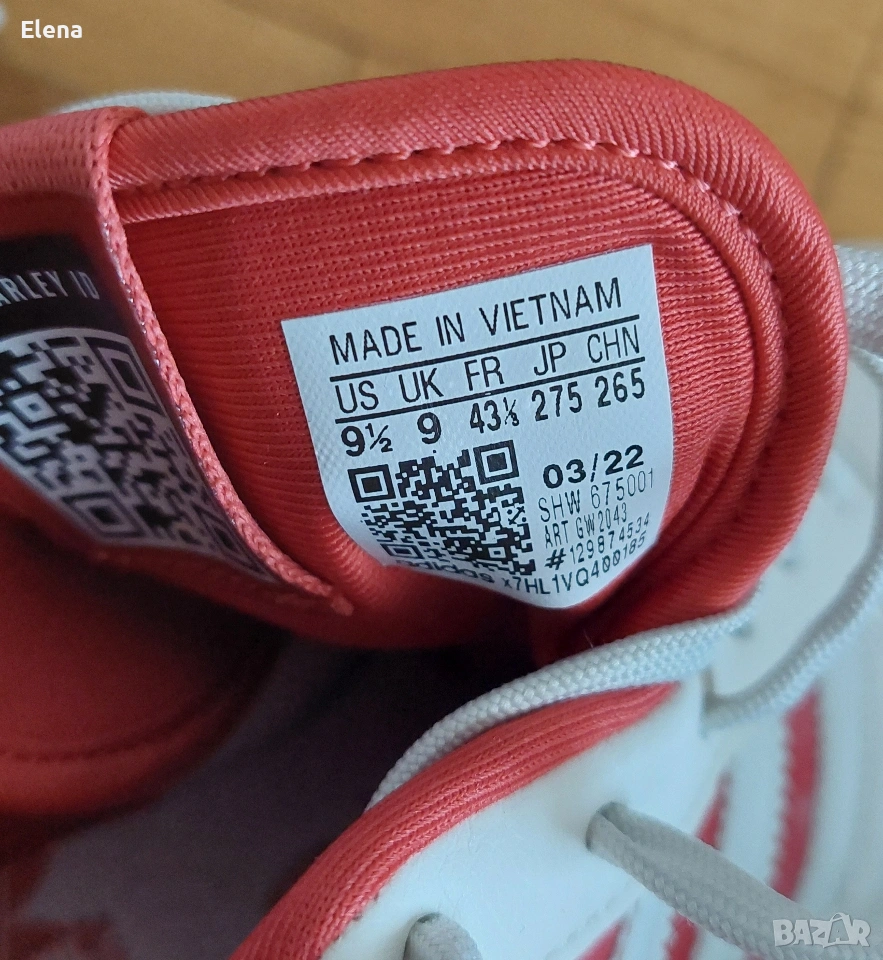 Elena
ARLEY ID
MADE IN VIETNAM
US UK FR JP CHN
9½ 9 43⅓ 275 265
03/22
SHW 675001
ART GW2043
#129874534
adidas x7HL1VQ400185
BAZAR